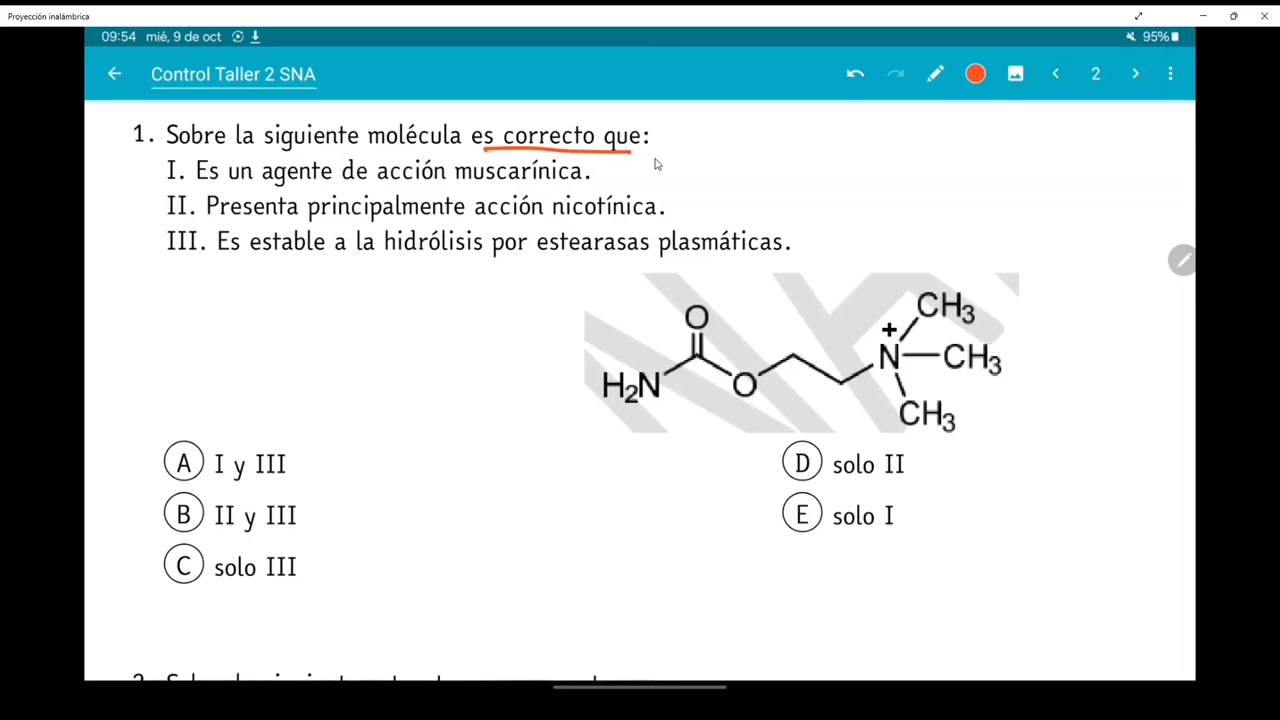 Proyección inalámbrica
09:54 mié, 9 de oct
95%
Control Taller 2 SNA
2
1. Sobre la siguiente molécula es correcto que:
I. Es un agente de acción muscarínica.
II. Presenta principalmente acción nicotínica.
III. Es estable a la hidrólisis por estearasas plasmáticas.
O
+
CH3
H2N
O
N
CH3
CH3
A I y III
D solo II
B II y III
E solo I
C solo III